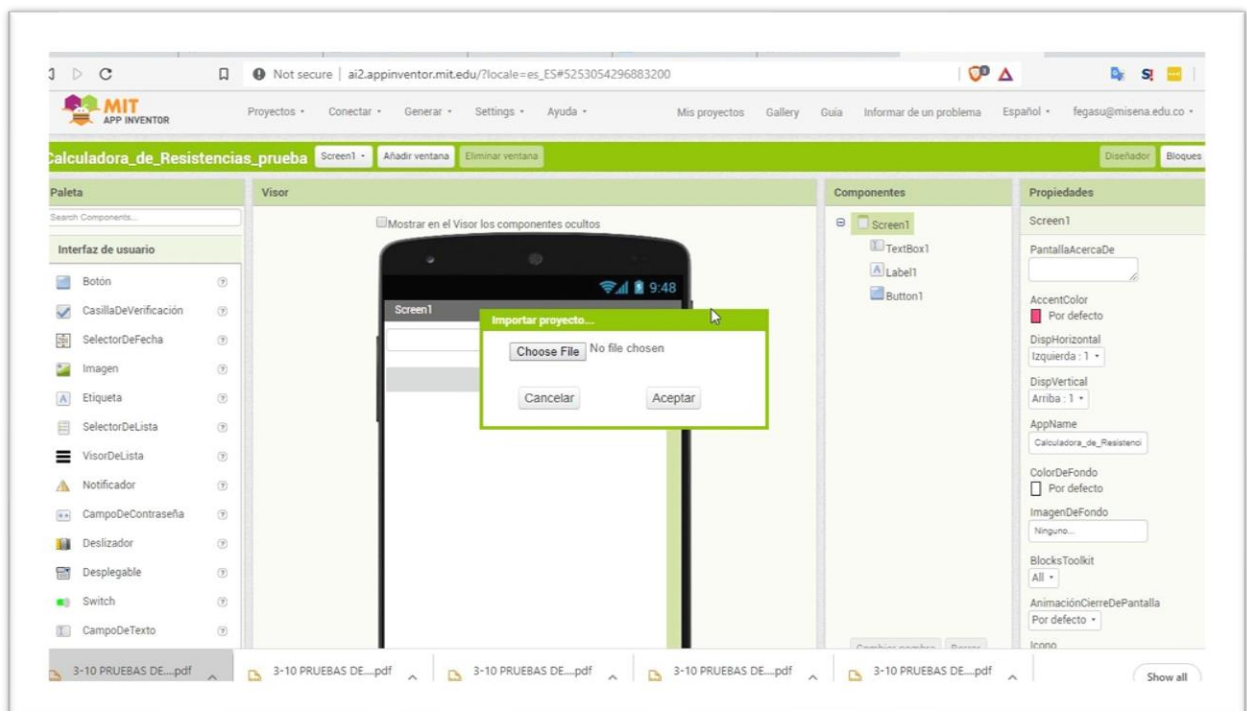 Not secure | ai2.appinventor.mit.edu/?locale=es_ES#5253054296883200
MIT
APP INVENTOR
Proyectos Conectar Generar Settings Ayuda Mis proyectos Gallery Guía Informar de un problema Español fegasu@misena.edu.co
Calculadora_de_Resistencias_prueba Screen1 Añadir ventana Eliminar ventana Diseñador Bloques
Paleta
Search Components...
Interfaz de usuario
Botón
CasillaDeVerificación
SelectorDeFecha
Imagen
Etiqueta
SelectorDeLista
VisorDeLista
Notificador
CampoDeContraseña
Deslizador
Desplegable
Switch
CampoDeTexto
Visor
Mostrar en el Visor los componentes ocultos
9:48
Screen1
Importar proyecto...
Choose File No file chosen
Cancelar Aceptar
Componentes
Screen1
TextBox1
Label1
Button1
Cambiar nombre Borrar
Propiedades
Screen1
PantallaAcercaDe
AccentColor
Por defecto
DispHorizontal
Izquierda : 1
DispVertical
Arriba : 1
AppName
Calculadora_de_Resistenci
ColorDeFondo
Por defecto
ImagenDeFondo
Ninguno...
BlocksToolkit
All
AnimaciónCierreDePantalla
Por defecto
Icono
3-10 PRUEBAS DE....pdf 3-10 PRUEBAS DE....pdf 3-10 PRUEBAS DE....pdf 3-10 PRUEBAS DE....pdf 3-10 PRUEBAS DE....pdf Show all